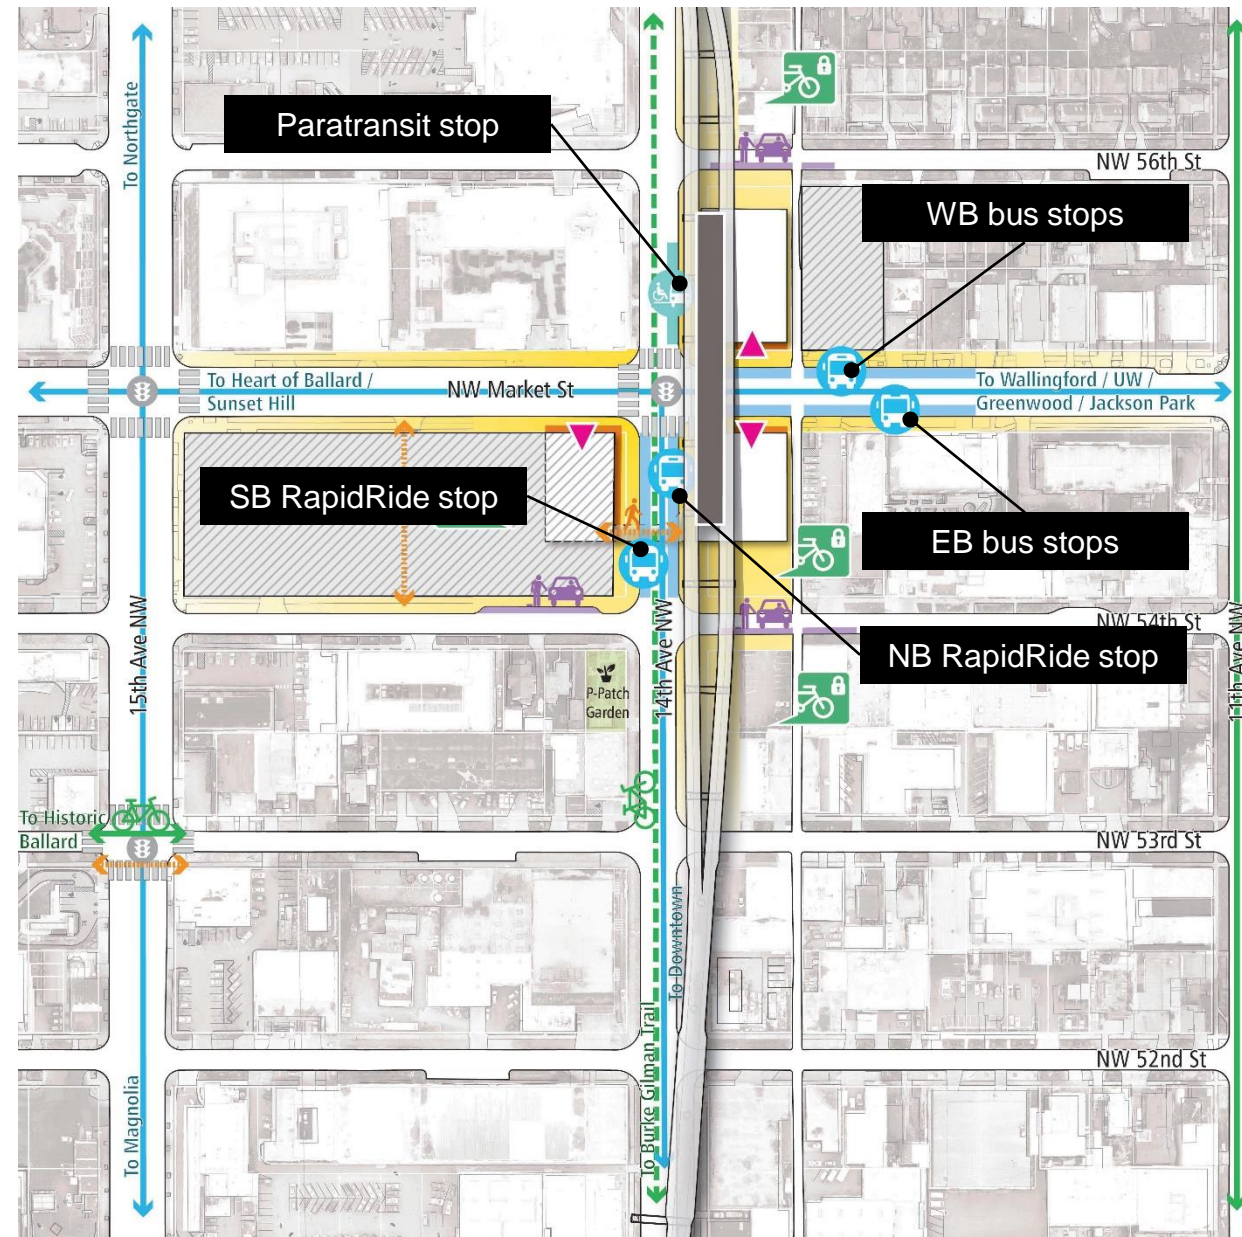 To Northgate
Paratransit stop
NW 56th St
WB bus stops
To Heart of Ballard /
Sunset Hill
NW Market St
To Wallingford / UW /
Greenwood / Jackson Park
SB RapidRide stop
EB bus stops
15th Ave NW
14th Ave NW
11th Ave NW
NW 54th St
NB RapidRide stop
P-Patch
Garden
To Historic
Ballard
NW 53rd St
To Downtown
To Burke Gilman Trail
NW 52nd St
To Magnolia